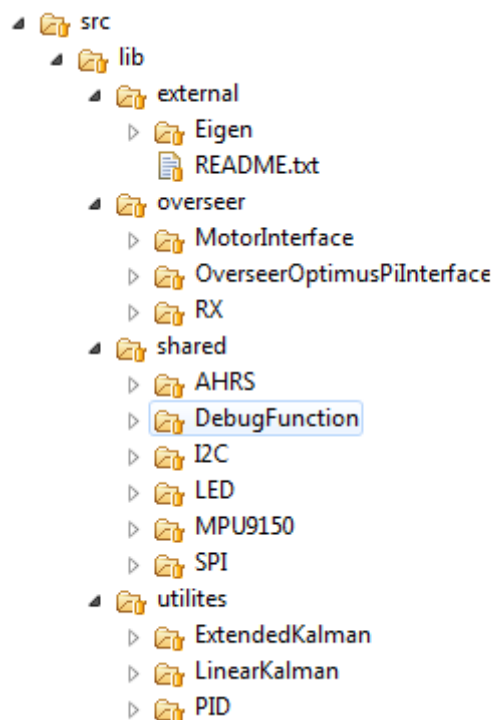 src
lib
external
Eigen
README.txt
overseer
MotorInterface
OverseerOptimusPiInterface
RX
shared
AHRS
DebugFunction
I2C
LED
MPU9150
SPI
utilites
ExtendedKalman
LinearKalman
PID